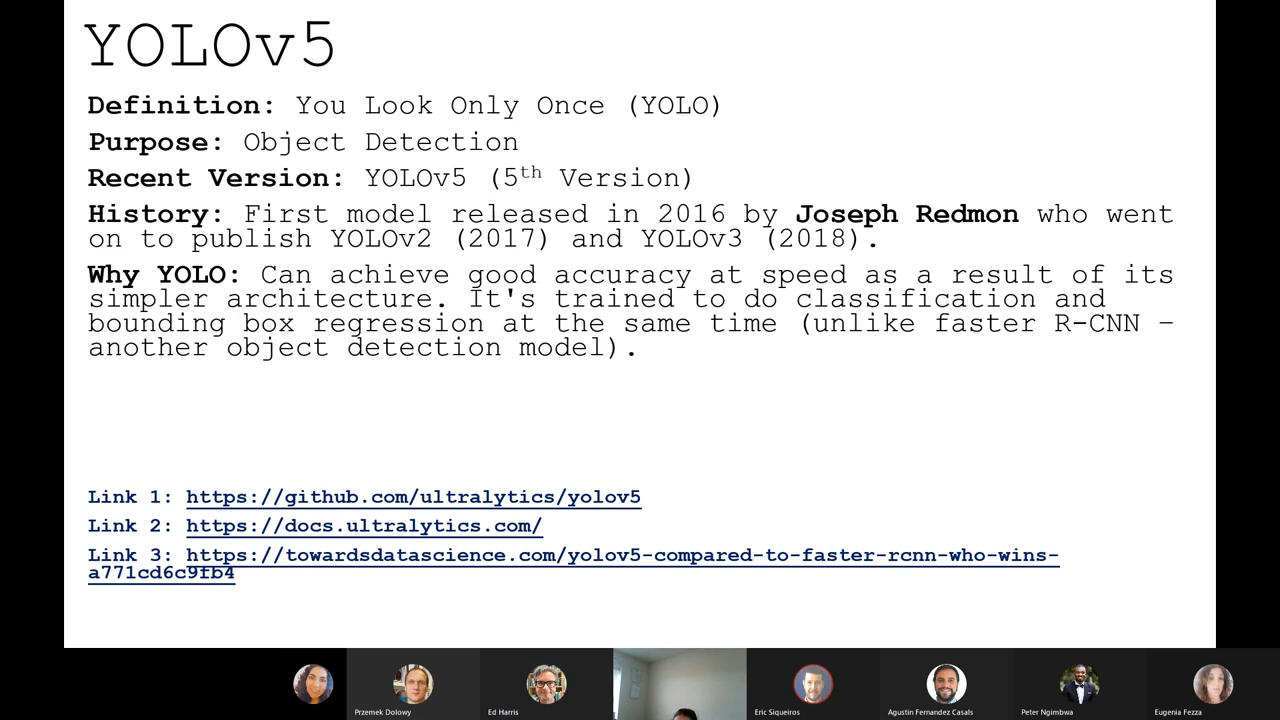 YOLOv5
Definition: You Look Only Once (YOLO)
Purpose: Object Detection
Recent Version: YOLOv5 (5th Version)
History: First model released in 2016 by Joseph Redmon who went
on to publish YOLOv2 (2017) and YOLOv3 (2018).
Why YOLO: Can achieve good accuracy at speed as a result of its
simpler architecture. It's trained to do classification and
bounding box regression at the same time (unlike faster R-CNN –
another object detection model).
Link 1: https://github.com/ultralytics/yolov5
Link 2: https://docs.ultralytics.com/
Link 3: https://towardsdatascience.com/yolov5-compared-to-faster-rcnn-who-wins-
a771cd6c9fb4
Przemek Dolowy
Ed Harris
Eric Siqueiros
Agustin Fernandez Casals
Peter Ngimbwa
Eugenia Fezza